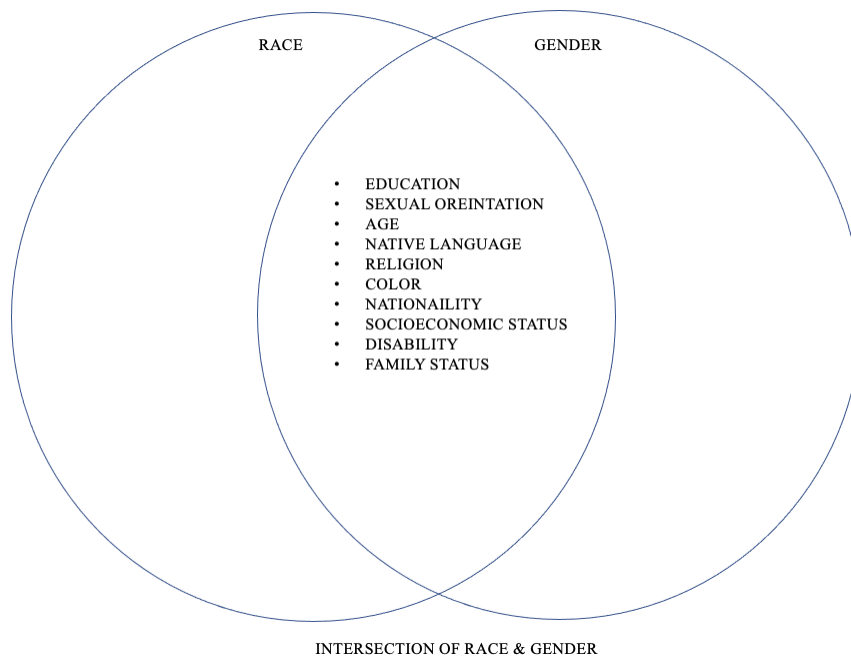 RACE
GENDER
• EDUCATION
• SEXUAL OREINTATION
• AGE
• NATIVE LANGUAGE
• RELIGION
• COLOR
• NATIONAILITY
• SOCIOECONOMIC STATUS
• DISABILITY
• FAMILY STATUS
INTERSECTION OF RACE & GENDER